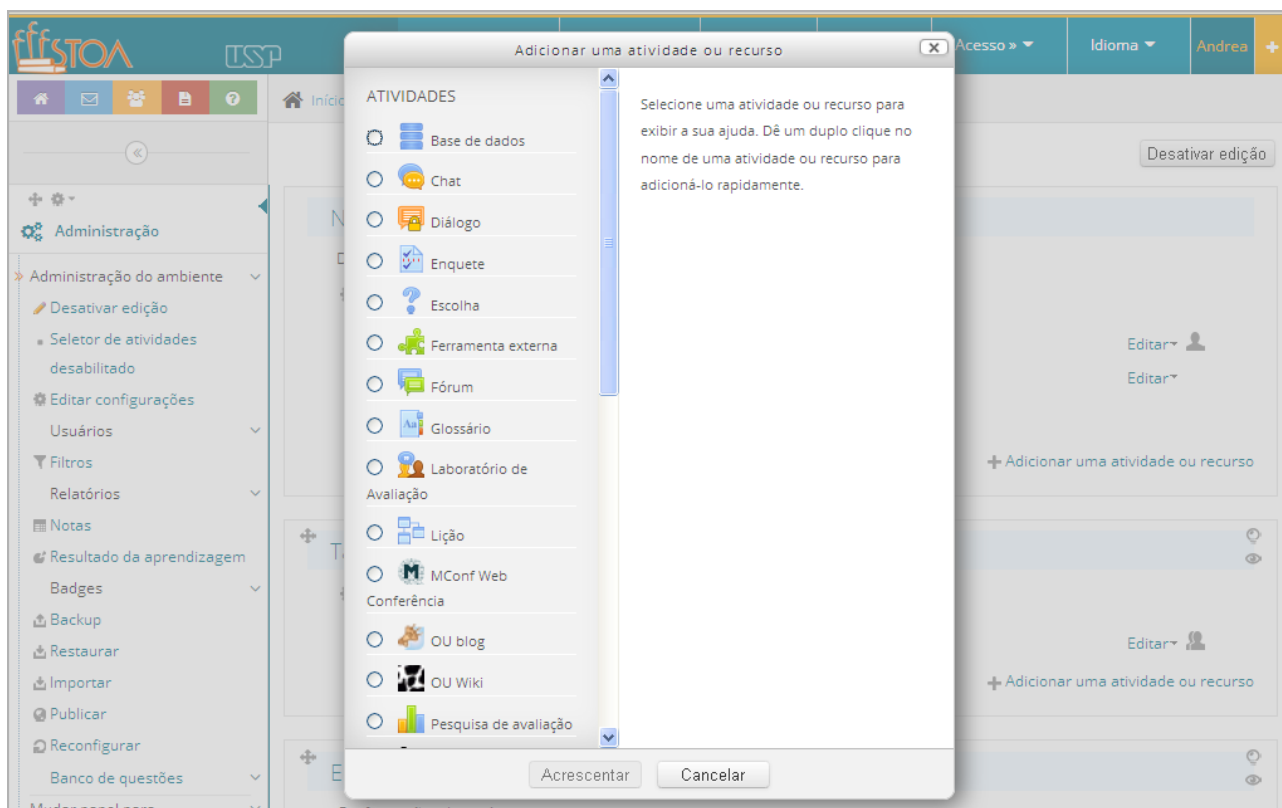 STOA
USP
Acesso »
Idioma
Andrea
Adicionar uma atividade ou recurso
Desativar edição
Administração
Administração do ambiente
Desativar edição
Seletor de atividades
desabilitado
Editar configurações
Usuários
Filtros
Relatórios
Notas
Resultado da aprendizagem
Badges
Backup
Restaurar
Importar
Publicar
Reconfigurar
Banco de questões
ATIVIDADES
Base de dados
Chat
Diálogo
Enquete
Escolha
Ferramenta externa
Fórum
Glossário
Laboratório de
Avaliação
Lição
MConf Web
Conferência
OU blog
OU Wiki
Pesquisa de avaliação
Selecione uma atividade ou recurso para
exibir a sua ajuda. Dê um duplo clique no
nome de uma atividade ou recurso para
adicioná-lo rapidamente.
Acrescentar
Cancelar
Editar
Editar
Adicionar uma atividade ou recurso
Editar
Adicionar uma atividade ou recurso